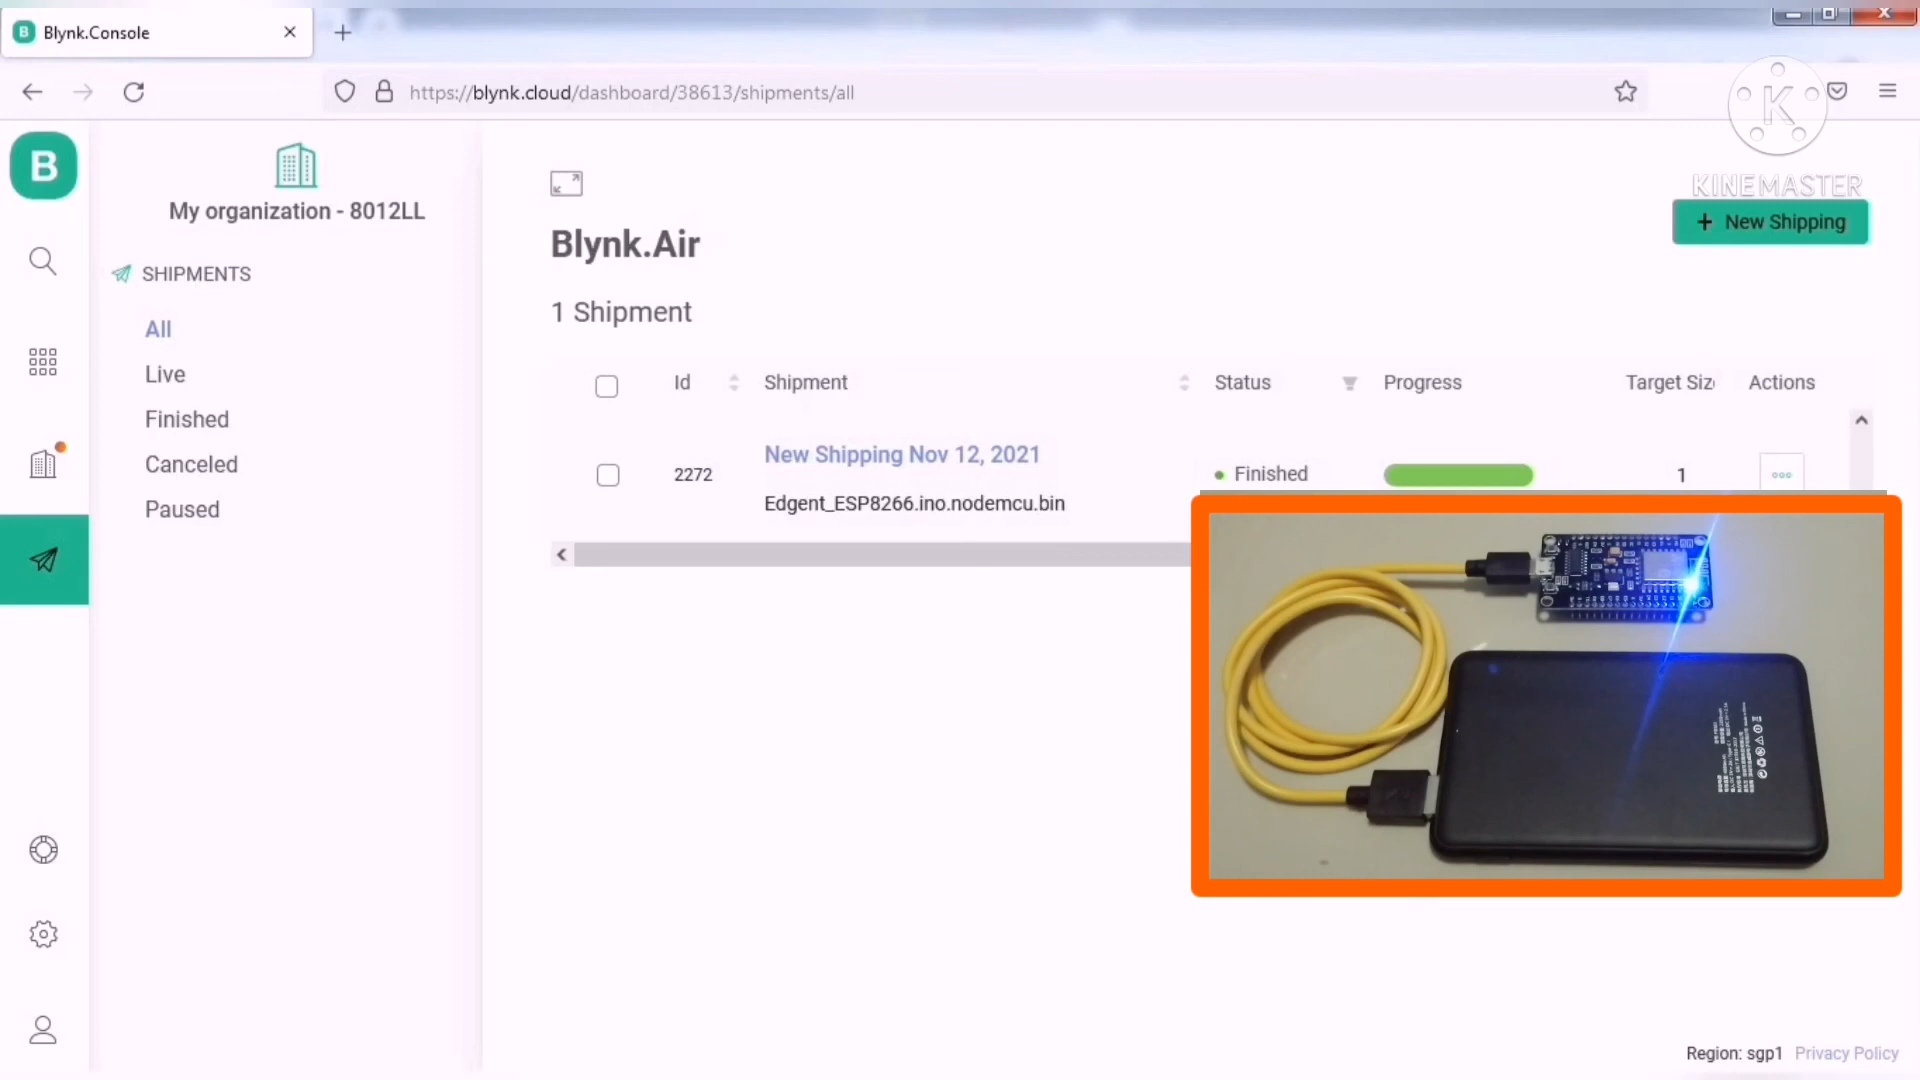 Blynk.Console
https://blynk.cloud/dashboard/38613/shipments/all
KINEMASTER
B
My organization - 8012LL
SHIPMENTS
All
Live
Finished
Canceled
Paused
Blynk.Air
+ New Shipping
1 Shipment
Id Shipment Status Progress Target Siz Actions
2272 New Shipping Nov 12, 2021 Finished 1
Edgent_ESP8266.ino.nodemcu.bin
Region: sgp1 Privacy Policy